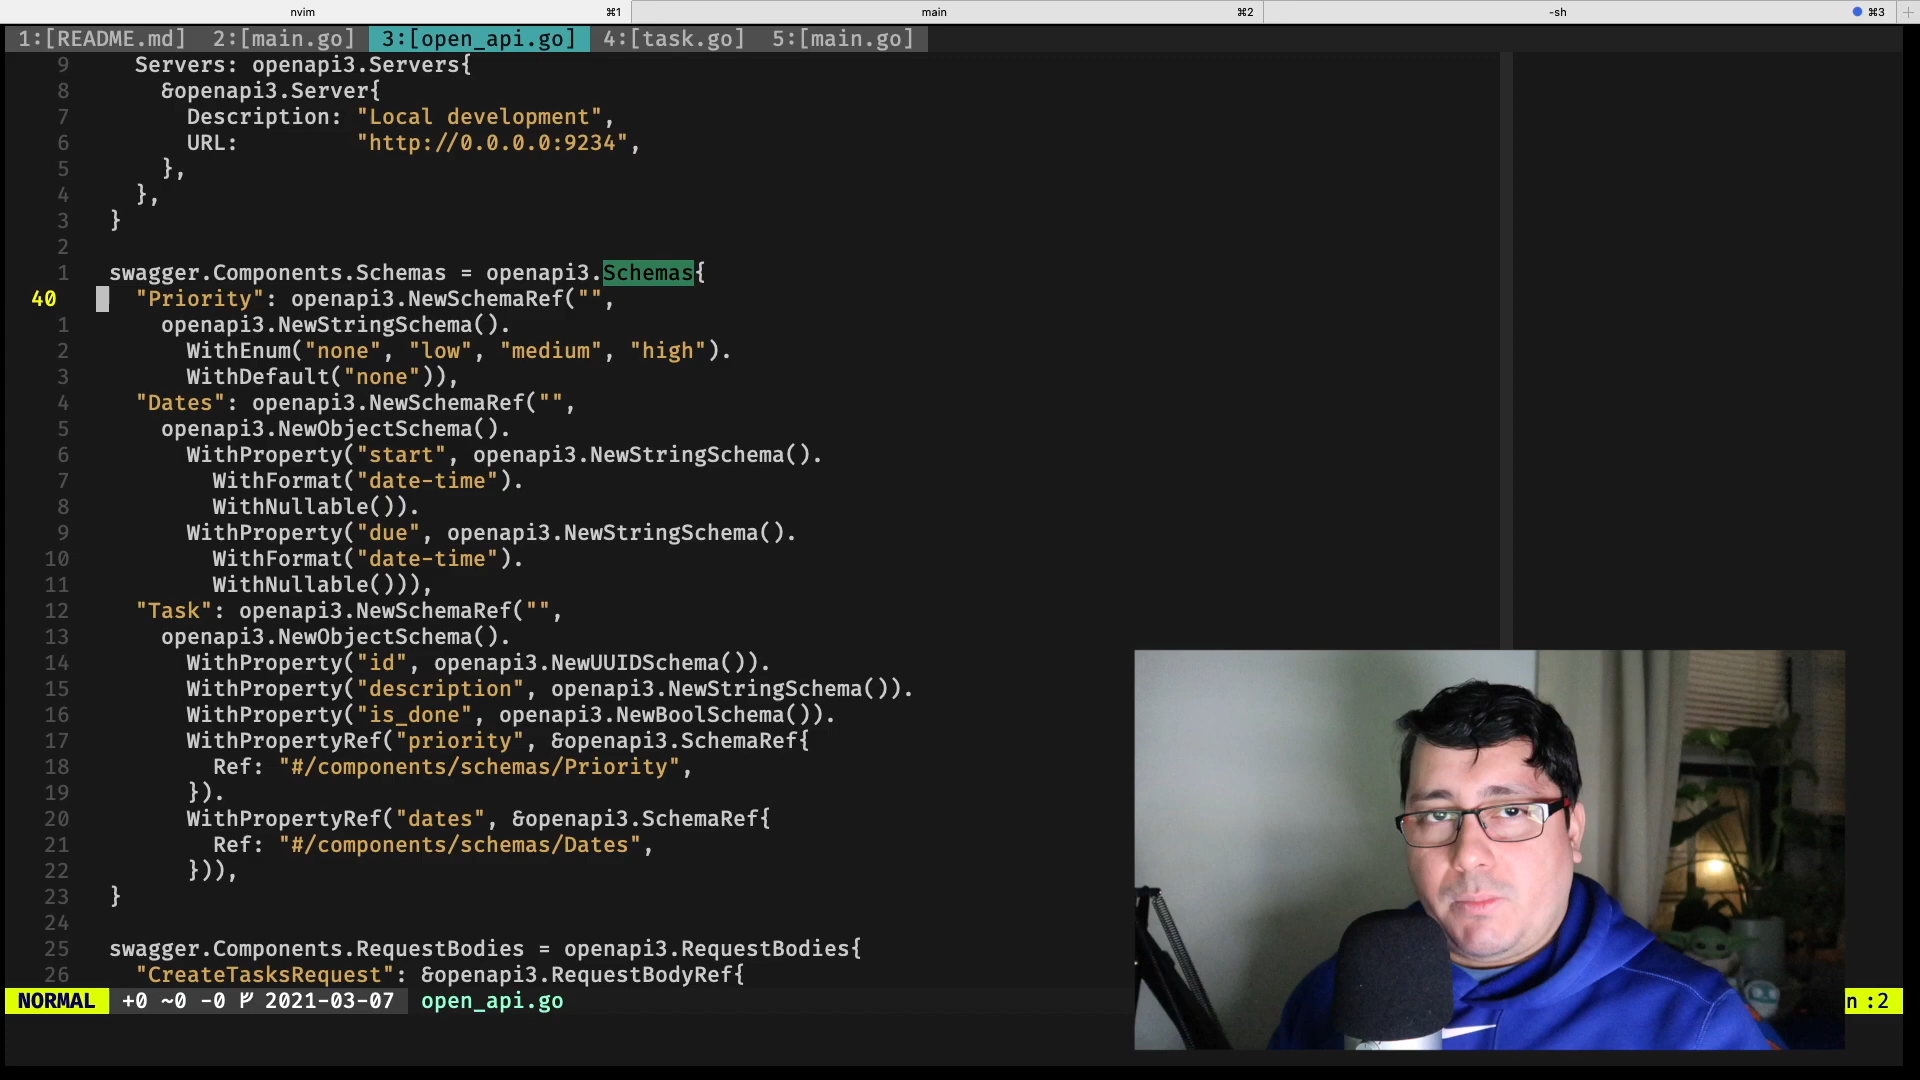 nvim ⌘1 main ⌘2 -sh ⌘3
1:[README.md] 2:[main.go] 3:[open_api.go] 4:[task.go] 5:[main.go]
9 Servers: openapi3.Servers{
8 &openapi3.Server{
7 Description: "Local development",
6 URL: "http://0.0.0.0:9234",
5 },
4 },
3 }
2
1 swagger.Components.Schemas = openapi3.Schemas{
40 "Priority": openapi3.NewSchemaRef("",
1 openapi3.NewStringSchema().
2 WithEnum("none", "low", "medium", "high").
3 WithDefault("none")),
4 "Dates": openapi3.NewSchemaRef("",
5 openapi3.NewObjectSchema().
6 WithProperty("start", openapi3.NewStringSchema().
7 WithFormat("date-time").
8 WithNullable()).
9 WithProperty("due", openapi3.NewStringSchema().
10 WithFormat("date-time").
11 WithNullable())),
12 "Task": openapi3.NewSchemaRef("",
13 openapi3.NewObjectSchema().
14 WithProperty("id", openapi3.NewUUIDSchema()).
15 WithProperty("description", openapi3.NewStringSchema()).
16 WithProperty("is_done", openapi3.NewBoolSchema()).
17 WithPropertyRef("priority", &openapi3.SchemaRef{
18 Ref: "#/components/schemas/Priority",
19 }).
20 WithPropertyRef("dates", &openapi3.SchemaRef{
21 Ref: "#/components/schemas/Dates",
22 })),
23 }
24
25 swagger.Components.RequestBodies = openapi3.RequestBodies{
26 "CreateTasksRequest": &openapi3.RequestBodyRef{
NORMAL +0 ~0 -0 2021-03-07 open_api.go n :2